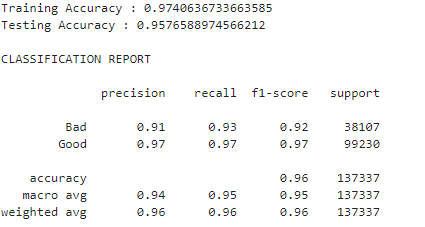 Training Accuracy : 0.9740636733663585
Testing Accuracy : 0.9576588974566212
CLASSIFICATION REPORT
precision recall f1-score support
Bad 0.91 0.93 0.92 38107
Good 0.97 0.97 0.97 99230
accuracy 0.96 137337
macro avg 0.94 0.95 0.95 137337
weighted avg 0.96 0.96 0.96 137337